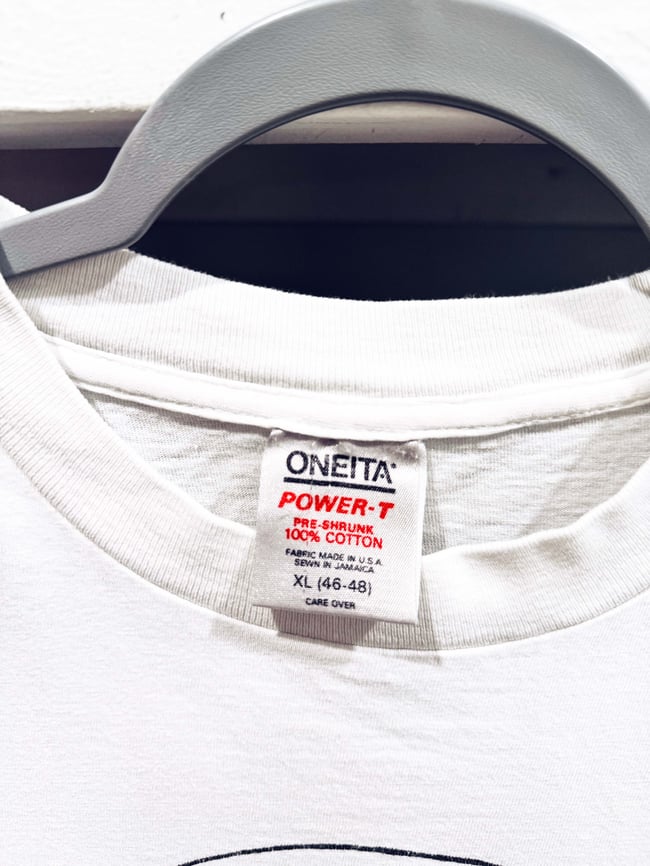 ONEITA®
POWER-T
PRE-SHRUNK
100% COTTON
FABRIC MADE IN U.S.A.
SEWN IN JAMAICA
XL (46-48)
CARE OVER